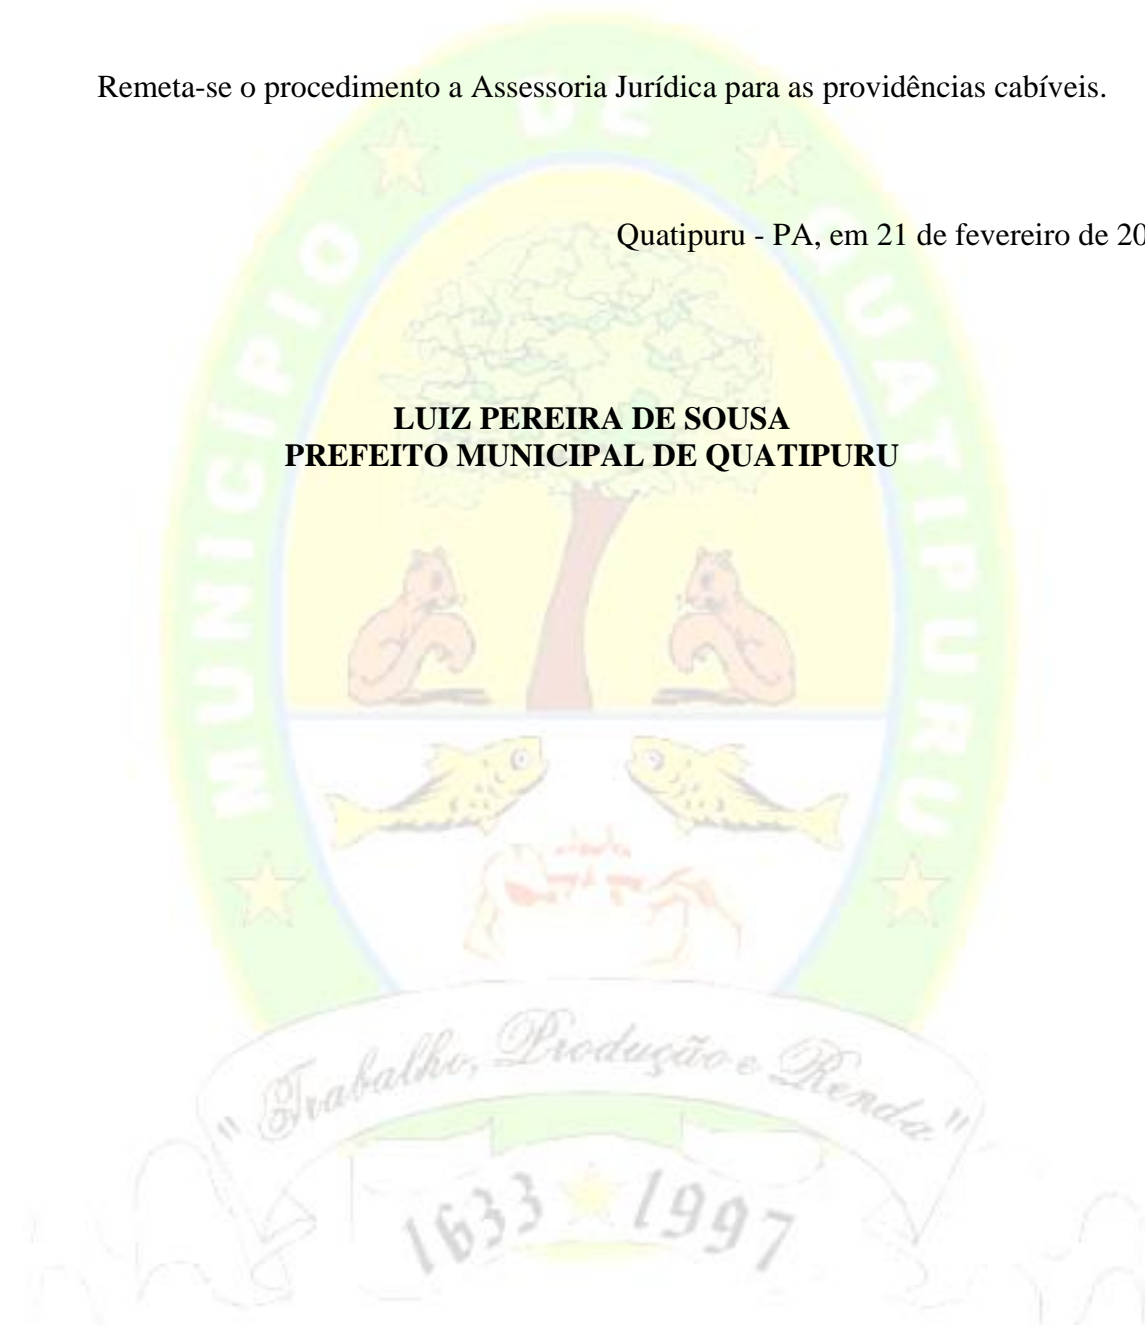 Remeta-se o procedimento a Assessoria Jurídica para as providências cabíveis.
Quatipuru - PA, em 21 de fevereiro de 20
LUIZ PEREIRA DE SOUSA
PREFEITO MUNICIPAL DE QUATIPURU
MUNICÍPIO DE QUATIPURU
"Trabalho, Produção e Renda"
1633 1997